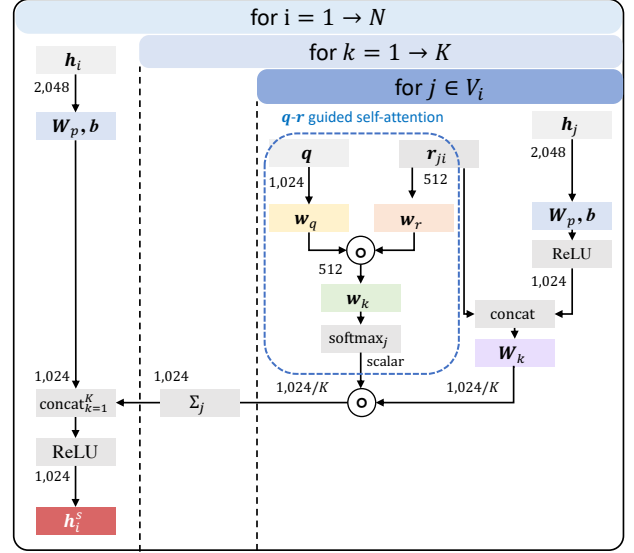 for i = 1 → N
for k = 1 → K
for j ∈ V_i
q-r guided self-attention
h_i
2,048
W_p, b
q
1,024
r_ji
512
h_j
2,048
w_q
w_r
W_p, b
O
ReLU
512
1,024
w_k
concat
softmax_j
W_k
scalar
1,024
1,024
1,024/K
1,024/K
concat_{k=1}^{K}
Σ_j
O
ReLU
1,024
h_i^s